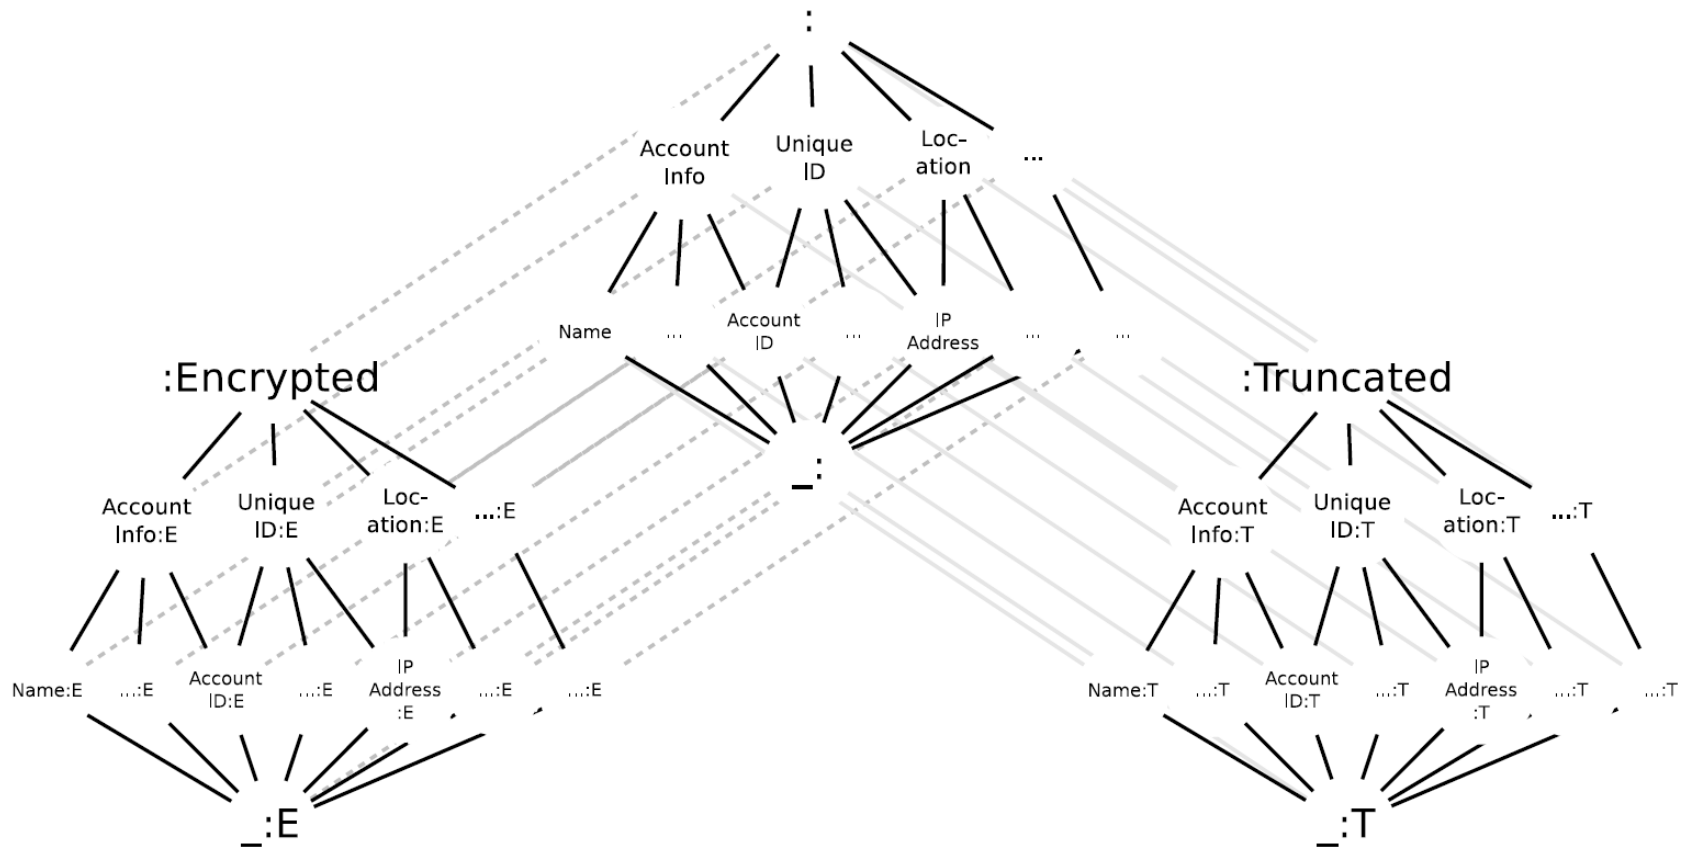 :
Account
Info
Unique
ID
Loc-
ation
...
Name
...
Account
ID
...
IP
Address
...
...
_:
:Encrypted
Account
Info:E
Unique
ID:E
Loc-
ation:E
...:E
Name:E
...:E
Account
ID:E
...:E
IP
Address
:E
...:E
...:E
_:E
:Truncated
Account
Info:T
Unique
ID:T
Loc-
ation:T
...:T
Name:T
...:T
Account
ID:T
...:T
IP
Address
:T
...:T
...:T
_:T